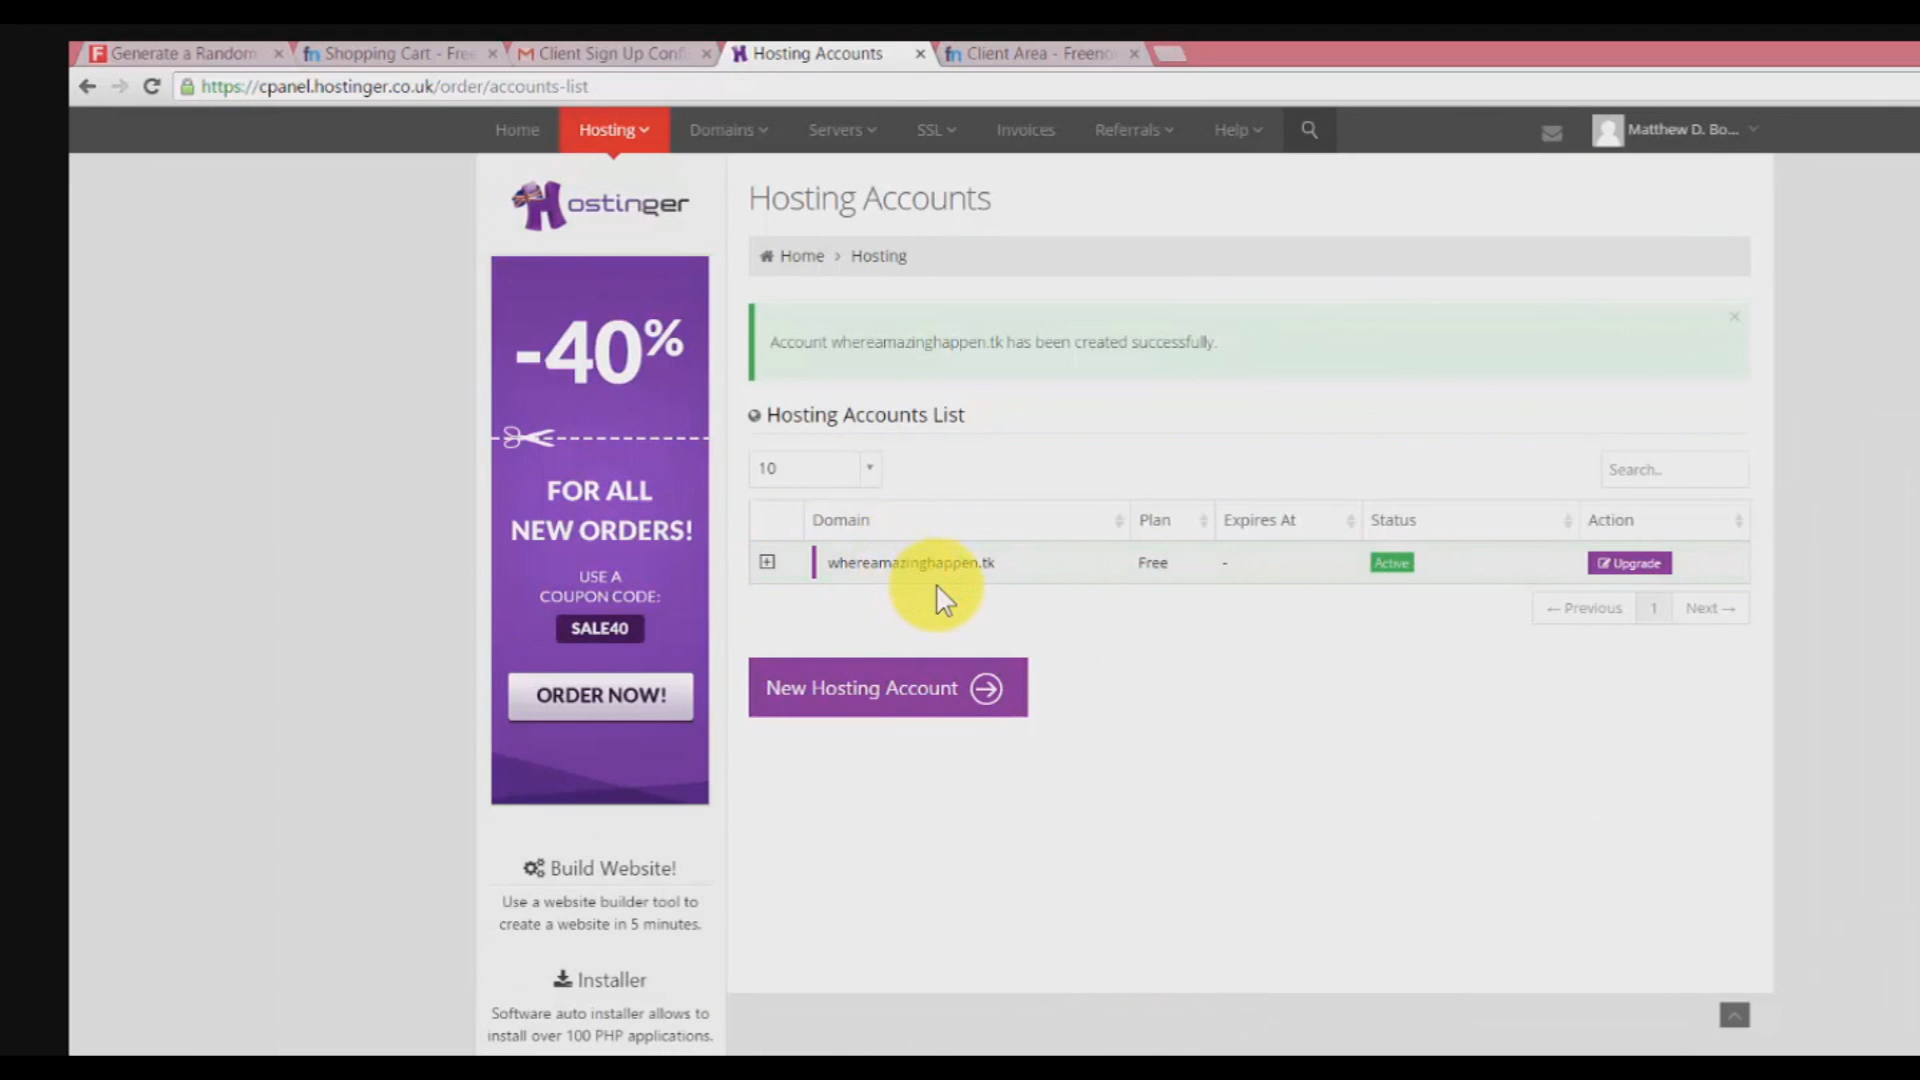 Generate a Random
Shopping Cart - Free
Client Sign Up Confi
Hosting Accounts
Client Area - Freeno
https://cpanel.hostinger.co.uk/order/accounts-list
Home
Hosting
Domains
Servers
SSL
Invoices
Referrals
Help
Matthew D. Bo...
Hostinger
-40%
FOR ALL
NEW ORDERS!
USE A
COUPON CODE:
SALE40
ORDER NOW!
Build Website!
Use a website builder tool to
create a website in 5 minutes.
Installer
Software auto installer allows to
install over 100 PHP applications.
Hosting Accounts
Home › Hosting
Account whereamazinghappen.tk has been created successfully.
Hosting Accounts List
10
Search..
Domain Plan Expires At Status Action
whereamazinghappen.tk Free - Active Upgrade
← Previous 1 Next →
New Hosting Account